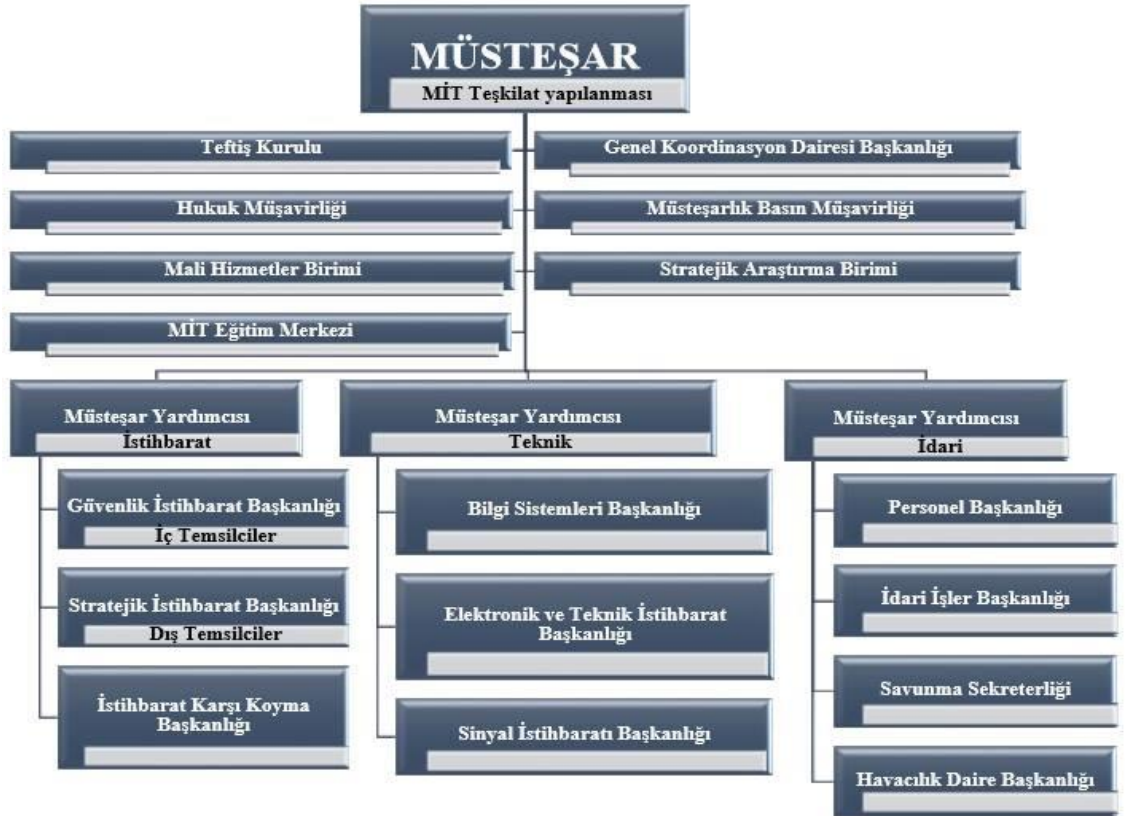 MÜSTEŞAR
MİT Teşkilat yapılanması
Teftiş Kurulu
Genel Koordinasyon Dairesi Başkanlığı
Hukuk Müşavirliği
Müsteşarlık Basın Müşavirliği
Mali Hizmetler Birimi
Stratejik Araştırma Birimi
MİT Eğitim Merkezi
Müsteşar Yardımcısı
İstihbarat
Güvenlik İstihbarat Başkanlığı
İç Temsilciler
Stratejik İstihbarat Başkanlığı
Dış Temsilciler
İstihbarat Karşı Koyma
Başkanlığı
Müsteşar Yardımcısı
Teknik
Bilgi Sistemleri Başkanlığı
Elektronik ve Teknik İstihbarat
Başkanlığı
Sinyal İstihbaratı Başkanlığı
Müsteşar Yardımcısı
İdari
Personel Başkanlığı
İdari İşler Başkanlığı
Savunma Sekreterliği
Havacılık Daire Başkanlığı